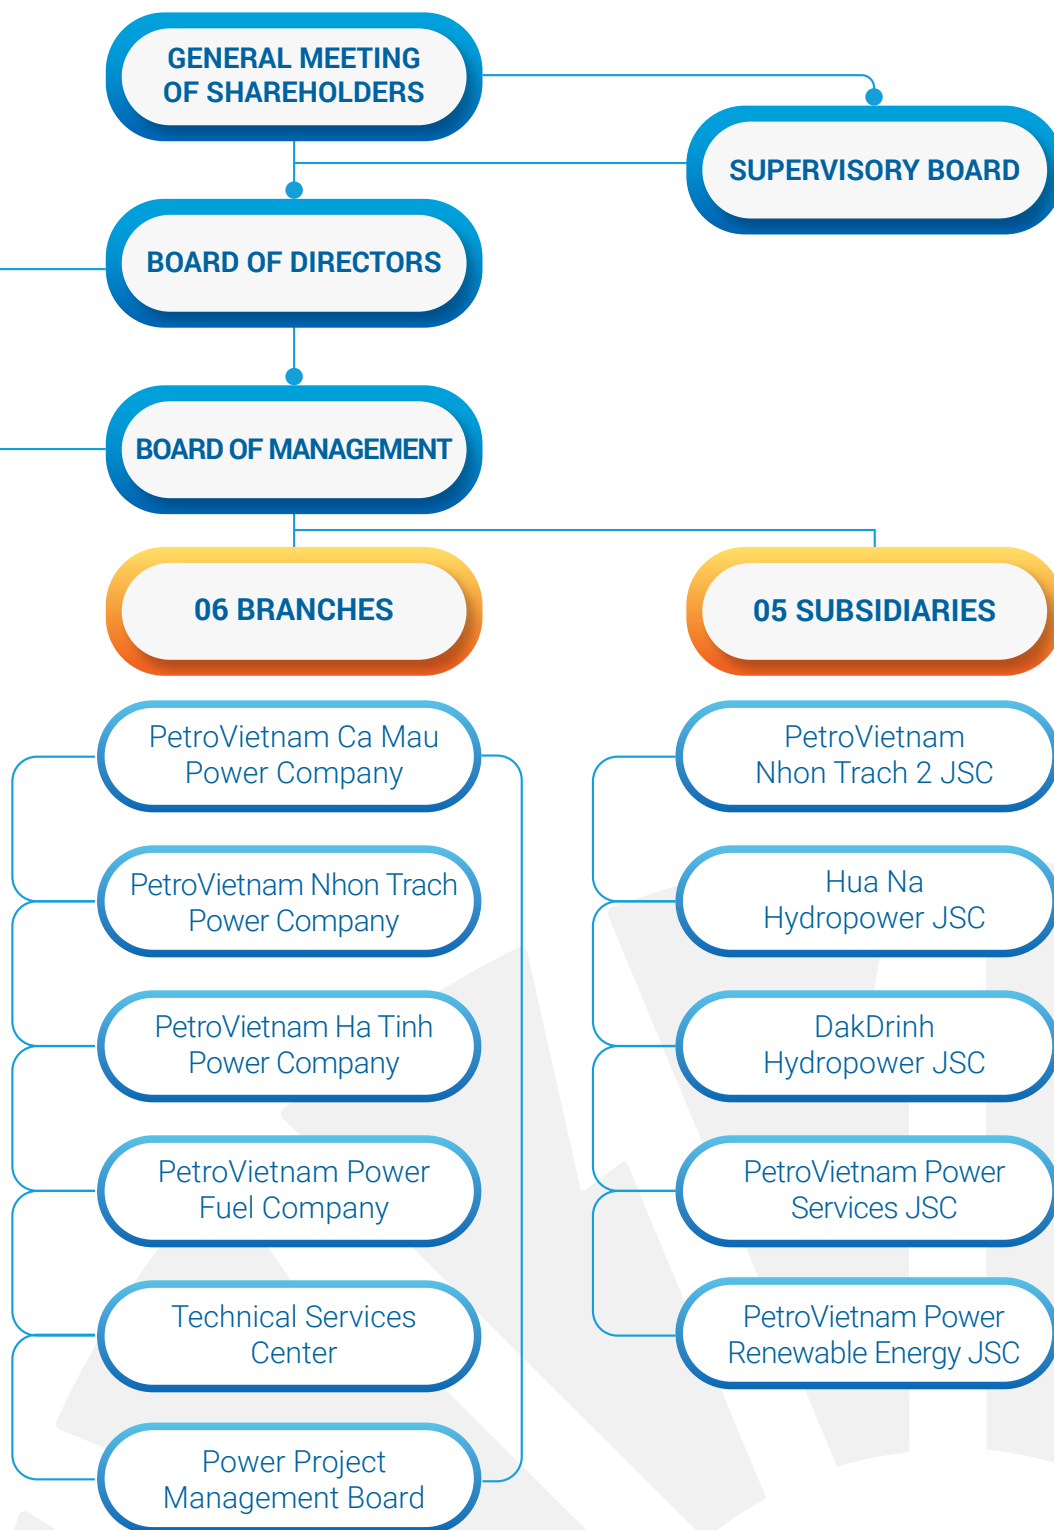 GENERAL MEETING
OF SHAREHOLDERS
SUPERVISORY BOARD
BOARD OF DIRECTORS
BOARD OF MANAGEMENT
06 BRANCHES
05 SUBSIDIARIES
PetroVietnam Ca Mau
Power Company
PetroVietnam Nhon Trach
Power Company
PetroVietnam Ha Tinh
Power Company
PetroVietnam Power
Fuel Company
Technical Services
Center
Power Project
Management Board
PetroVietnam
Nhon Trach 2 JSC
Hua Na
Hydropower JSC
DakDrinh
Hydropower JSC
PetroVietnam Power
Services JSC
PetroVietnam Power
Renewable Energy JSC